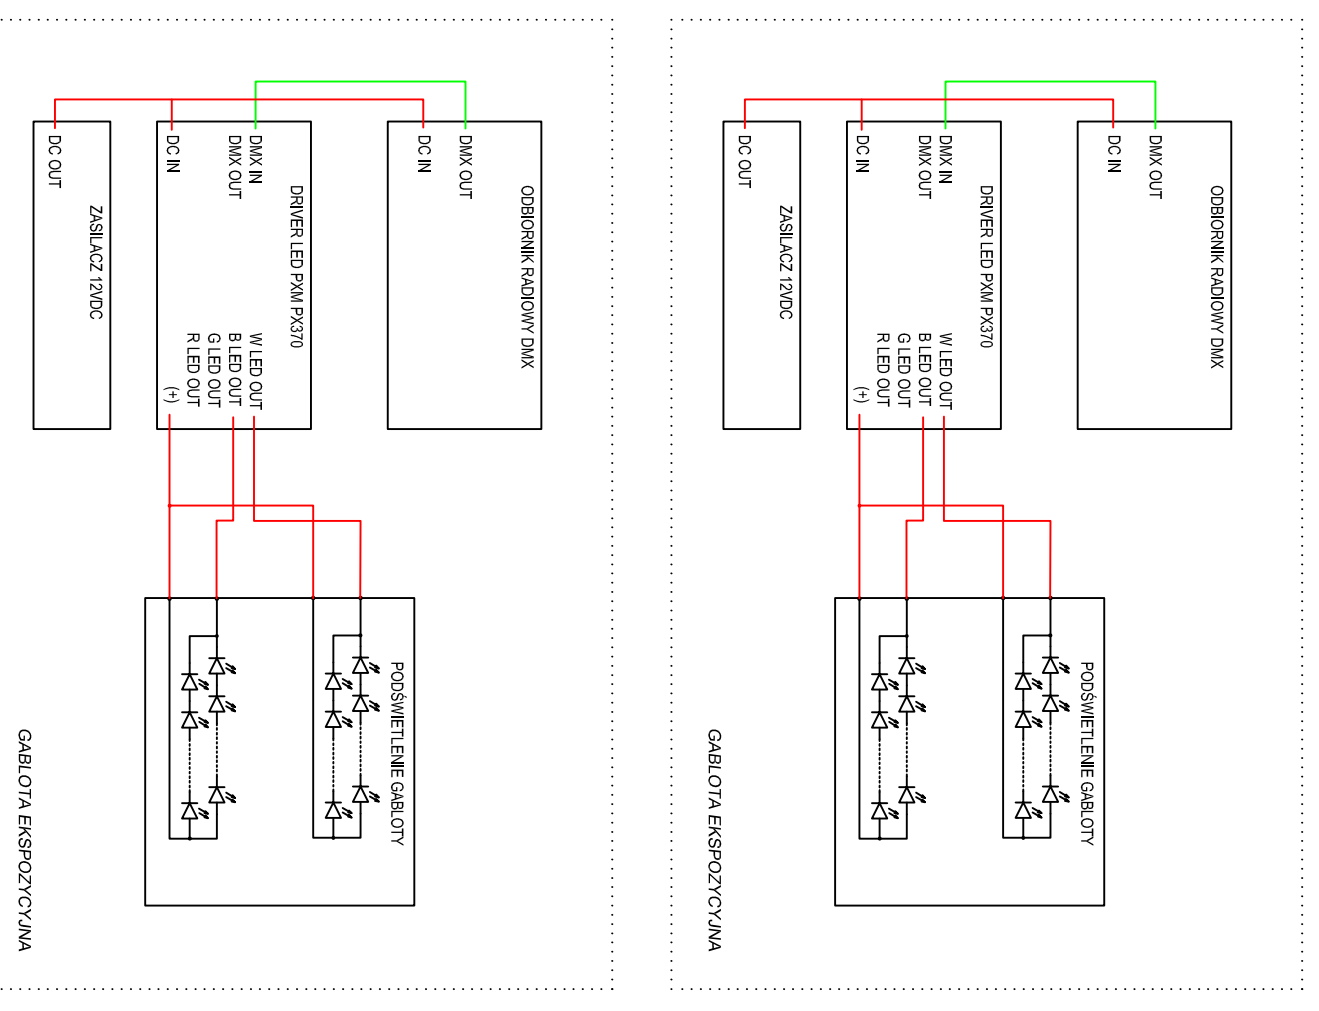 ODBIORNIK RADIOWY DMX
DMX OUT
DC IN
DRIVER LED PXM PX370
DMX IN
DMX OUT
DC IN
W LED OUT
B LED OUT
G LED OUT
R LED OUT
(+)
ZASILACZ 12VDC
DC OUT
PODŚWIETLENIE GABLOTY
GABLOTA EKSPOZYCYJNA
ODBIORNIK RADIOWY DMX
DMX OUT
DC IN
DRIVER LED PXM PX370
DMX IN
DMX OUT
DC IN
W LED OUT
B LED OUT
G LED OUT
R LED OUT
(+)
ZASILACZ 12VDC
DC OUT
PODŚWIETLENIE GABLOTY
GABLOTA EKSPOZYCYJNA